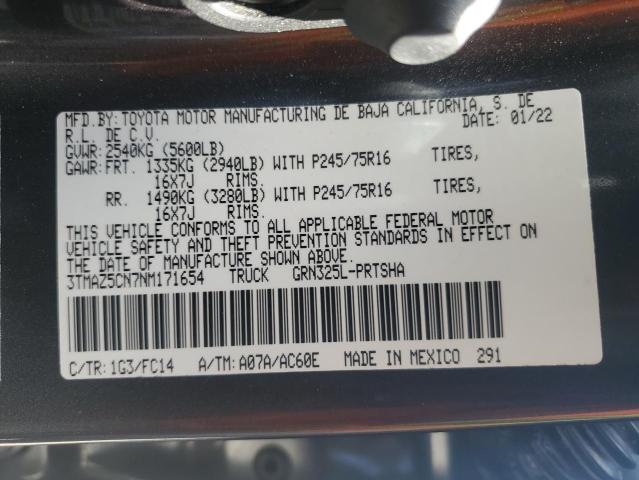 MFD.BY: TOYOTA MOTOR MANUFACTURING DE BAJA CALIFORNIA, S. DE
R.L. DE C.V. DATE: 01/22
GVWR: 2540KG (5600LB)
GAWR: FRT. 1335KG (2940LB) WITH P245/75R16 TIRES,
16X7J RIMS.
RR. 1490KG (3280LB) WITH P245/75R16 TIRES,
16X7J RIMS.
THIS VEHICLE CONFORMS TO ALL APPLICABLE FEDERAL MOTOR
VEHICLE SAFETY AND THEFT PREVENTION STANDARDS IN EFFECT ON
THE DATE OF MANUFACTURE SHOWN ABOVE.
3TMAZ5CN7NM171654 TRUCK GRN325L-PRTSHA
C/TR: 1G3/FC14 A/TM: A07A/AC60E MADE IN MEXICO 291